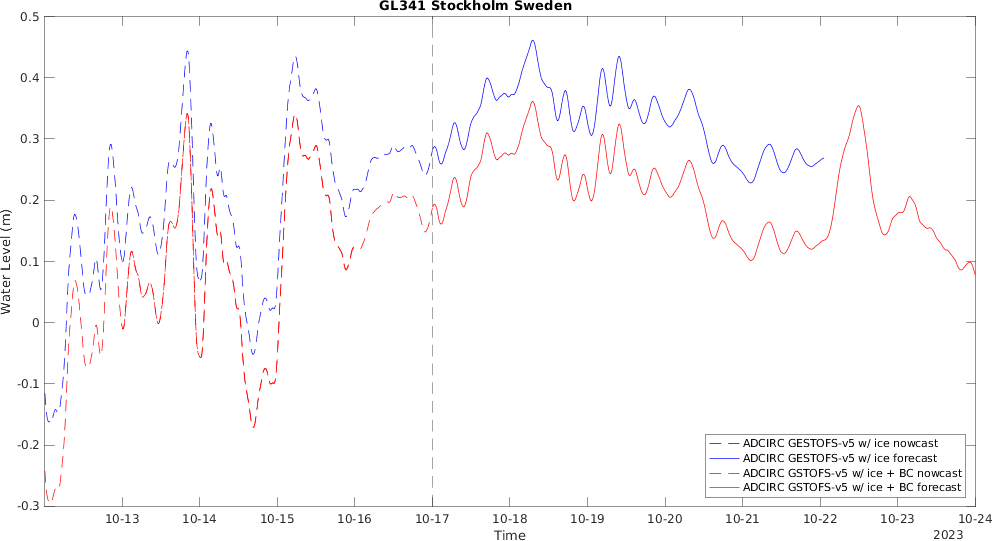 GL341 Stockholm Sweden
Water Level (m)
0.5
0.4
0.3
0.2
0.1
0
-0.1
-0.2
-0.3
ADCIRC GESTOFS-v5 w/ ice nowcast
ADCIRC GESTOFS-v5 w/ ice forecast
ADCIRC GSTOFS-v5 w/ ice + BC nowcast
ADCIRC GSTOFS-v5 w/ ice + BC forecast
10-13 10-14 10-15 10-16 10-17 10-18 10-19 10-20 10-21 10-22 10-23 10-24
Time
2023